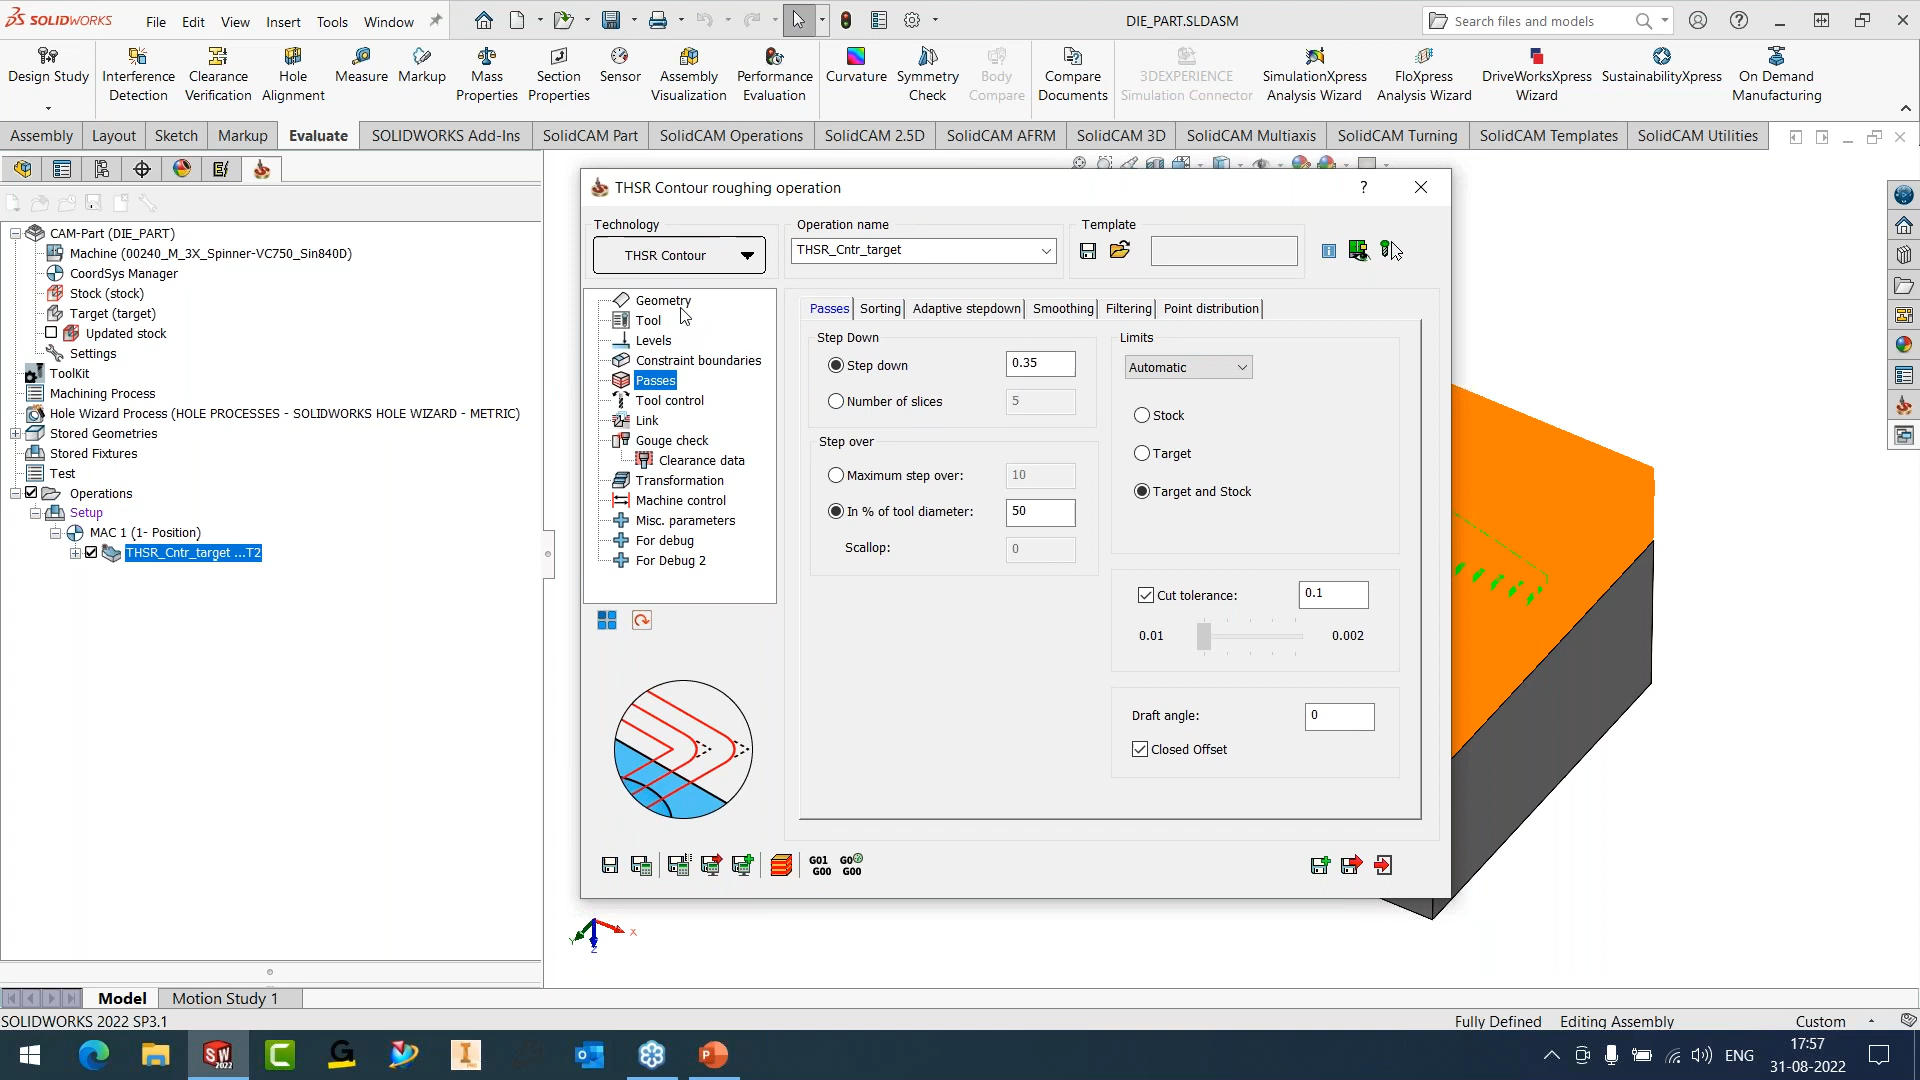 SOLIDWORKS File Edit View Insert Tools Window DIE_PART.SLDASM Search files and models
Design Study Interference Detection Clearance Verification Hole Alignment Measure Markup Mass Properties Section Properties Sensor Assembly Visualization Performance Evaluation Curvature Symmetry Check Body Compare Compare Documents 3DEXPERIENCE Simulation Connector SimulationXpress Analysis Wizard FloXpress Analysis Wizard DriveWorksXpress Wizard SustainabilityXpress On Demand Manufacturing
Assembly Layout Sketch Markup Evaluate SOLIDWORKS Add-Ins SolidCAM Part SolidCAM Operations SolidCAM 2.5D SolidCAM AFRM SolidCAM 3D SolidCAM Multiaxis SolidCAM Turning SolidCAM Templates SolidCAM Utilities
CAM-Part (DIE_PART)
Machine (00240_M_3X_Spinner-VC750_Sin840D)
CoordSys Manager
Stock (stock)
Target (target)
Updated stock
Settings
ToolKit
Machining Process
Hole Wizard Process (HOLE PROCESSES - SOLIDWORKS HOLE WIZARD - METRIC)
Stored Geometries
Stored Fixtures
Test
Operations
Setup
MAC 1 (1- Position)
THSR_Cntr_target ...T2
THSR Contour roughing operation ?
Technology Operation name Template
THSR Contour THSR_Cntr_target
Geometry
Tool
Levels
Constraint boundaries
Passes
Tool control
Link
Gouge check
Clearance data
Transformation
Machine control
Misc. parameters
For debug
For Debug 2
Passes Sorting Adaptive stepdown Smoothing Filtering Point distribution
Step Down
Step down 0.35
Number of slices 5
Step over
Maximum step over: 10
In % of tool diameter: 50
Scallop: 0
Limits
Automatic
Stock
Target
Target and Stock
Cut tolerance: 0.1
0.01 0.002
Draft angle: 0
Closed Offset
G01 G00 G0 G00
X Y Z
Model Motion Study 1
SOLIDWORKS 2022 SP3.1 Fully Defined Editing Assembly Custom
SW 2022 ENG 17:57
31-08-2022